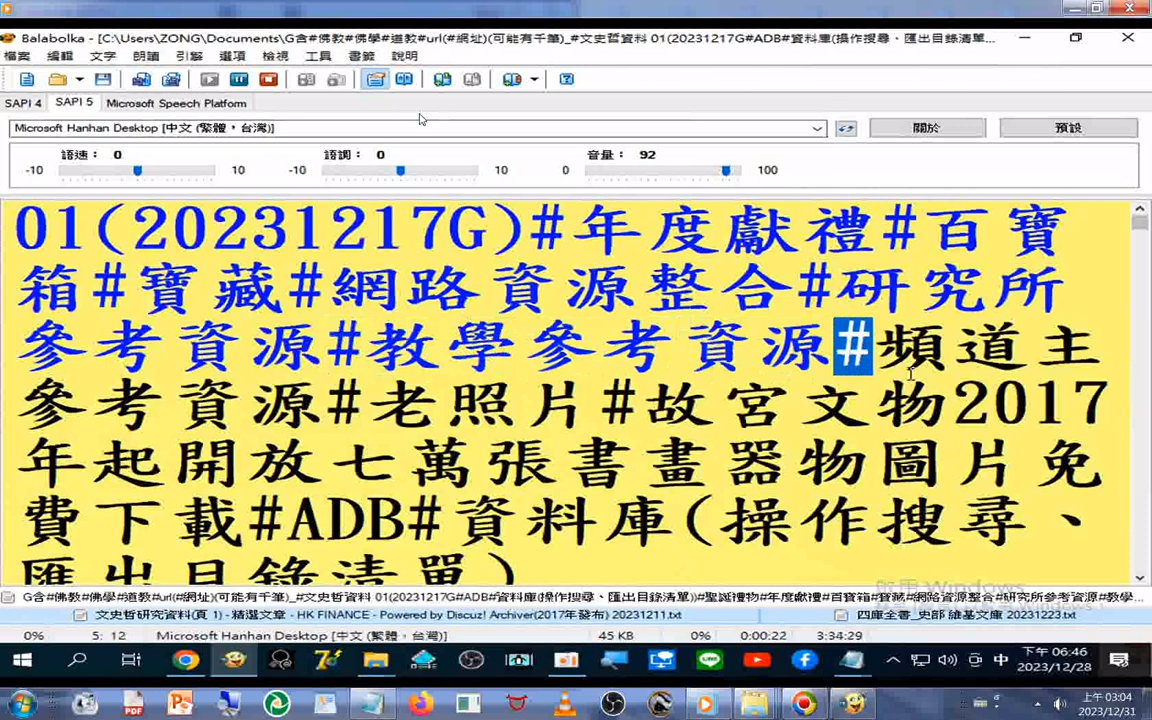 Balabolka - [C:\Users\ZONG\Documents\G含#佛教#佛學#道教#url(#網址)(可能有千筆)_#文史哲資料 01(20231217G#ADB#資料庫(操作搜尋、匯出目錄清單...
檔案 編輯 文字 朗讀 引擎 選項 檢視 工具 書籤 說明
SAPI 4 SAPI 5 Microsoft Speech Platform
Microsoft Hanhan Desktop [中文 (繁體，台灣)] 關於 預設
語速： 0 語調： 0 音量： 92
-10 10 -10 10 0 100
01(20231217G)#年度獻禮#百寶
箱#寶藏#網路資源整合#研究所
參考資源#教學參考資源#頻道主
參考資源#老照片#故宮文物2017
年起開放七萬張書畫器物圖片免
費下載#ADB#資料庫(操作搜尋、
匯出目錄清單)
啟用 Windows
G含#佛教#佛學#道教#url(#網址)(可能有千筆)_#文史哲資料 01(20231217G#ADB#資料庫(操作搜尋、匯出目錄清單))#聖誕禮物#年度獻禮#百寶箱#寶藏#網路資源整合#研究所參考資源#教學...
文史哲研究資料(頁 1) - 精選文章 - HK FINANCE - Powered by Discuz! Archiver(2017年發布) 20231211.txt 四庫全書_史部 維基文庫 20231223.txt
0% 5: 12 Microsoft Hanhan Desktop [中文 (繁體，台灣)] 45 KB 0% 0:00:22 3:34:29
中 下午 06:46
2023/12/28
上午 03:04
2023/12/31